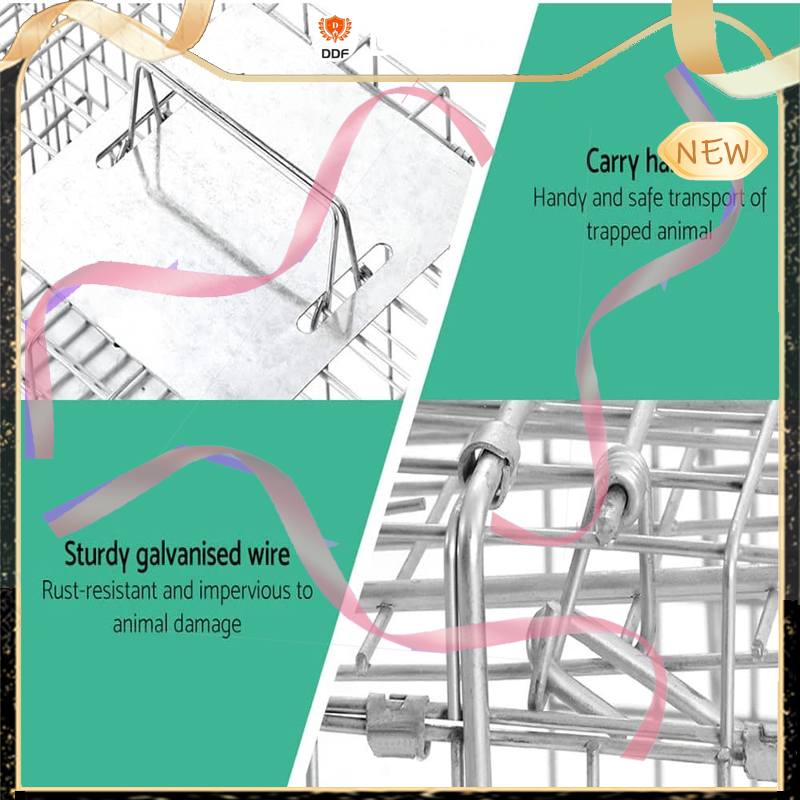 DDF
NEW
Carry
Handy and safe transport of
trapped animal
Sturdy galvanised wire
Rust-resistant and impervious to
animal damage